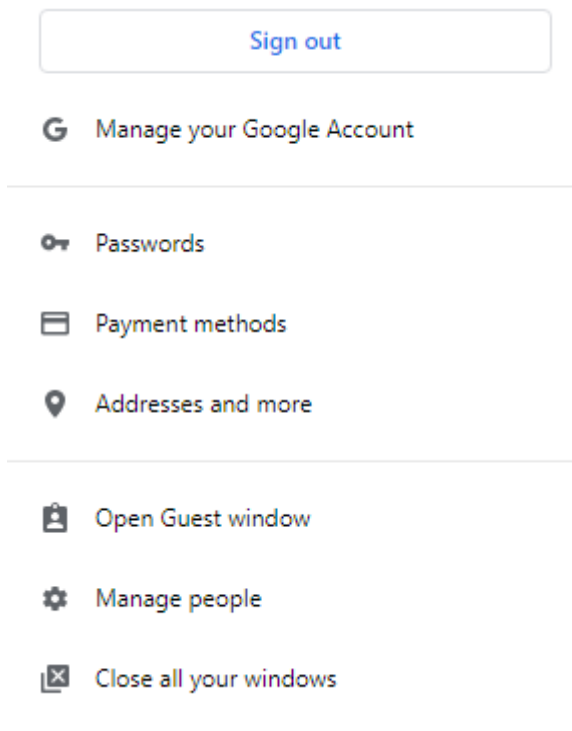 Sign out
Manage your Google Account
Passwords
Payment methods
Addresses and more
Open Guest window
Manage people
Close all your windows